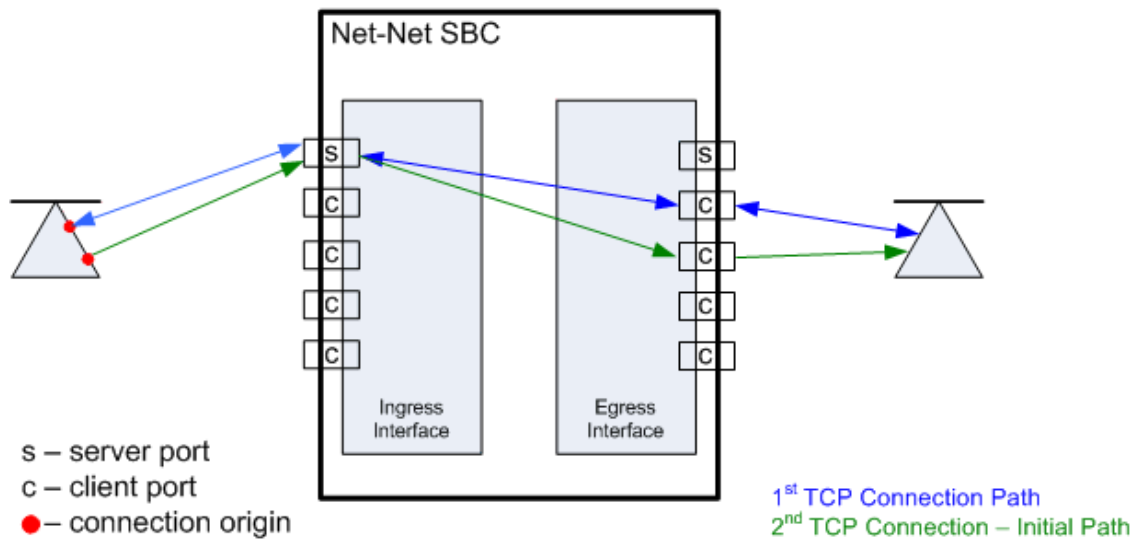 Net-Net SBC
s
c
c
c
c
s
c
c
c
c
Ingress
Interface
Egress
Interface
s – server port
c – client port
– connection origin
1st TCP Connection Path
2nd TCP Connection – Initial Path